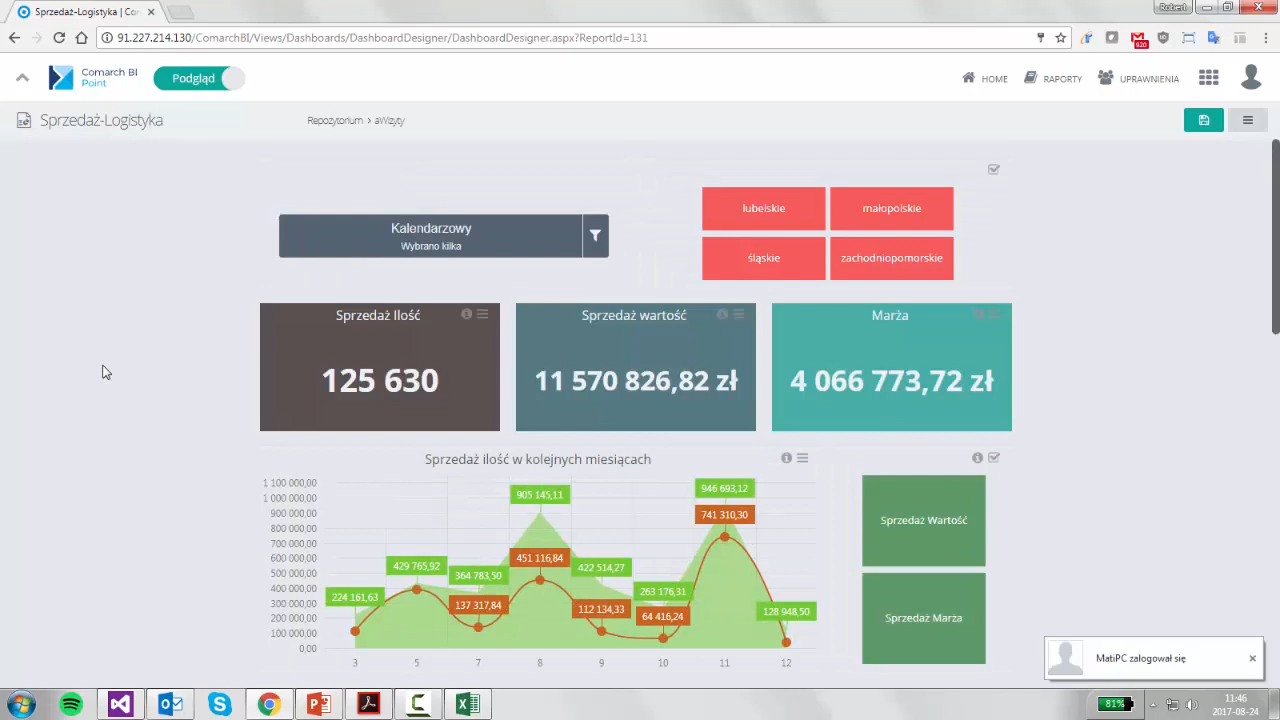 Sprzedaż-Logistyka | Con
Robert
91.227.214.130/ComarchBI/Views/Dashboards/DashboardDesigner/DashboardDesigner.aspx?ReportId=131
920
Comarch BI
Point
Podgląd
HOME
RAPORTY
UPRAWNIENIA
Sprzedaż-Logistyka
Repozytorium > aWizyty
Kalendarzowy
Wybrano kilka
lubelskie
małopolskie
śląskie
zachodniopomorskie
Sprzedaż Ilość
125 630
Sprzedaż wartość
11 570 826,82 zł
Marża
4 066 773,72 zł
Sprzedaż ilość w kolejnych miesiącach
1 100 000,00
1 000 000,00
900 000,00
800 000,00
700 000,00
600 000,00
500 000,00
400 000,00
300 000,00
200 000,00
100 000,00
0,00
224 161,63
429 765,92
364 783,50
137 317,84
905 145,11
451 116,84
422 514,27
112 134,33
263 176,31
64 416,24
946 693,12
741 310,30
128 948,50
3 5 7 8 9 10 11 12
Sprzedaż Wartość
Sprzedaż Marża
MatiPC zalogował się
81%
11:46
2017-08-24